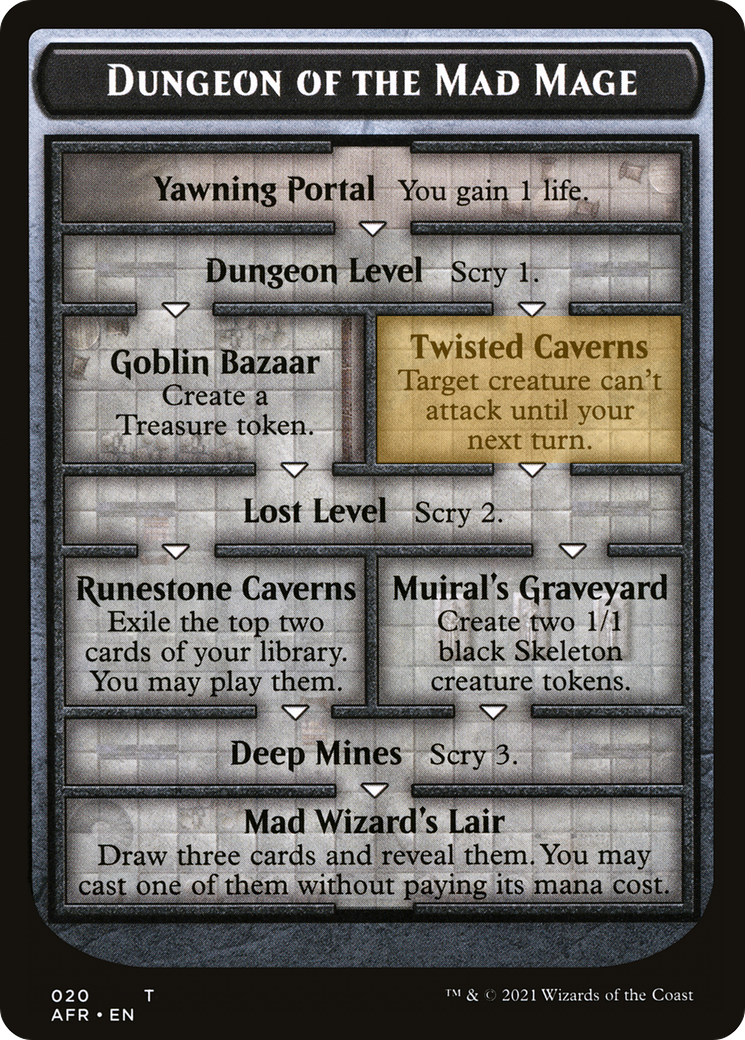 Dungeon of the Mad Mage
Yawning Portal You gain 1 life.
Dungeon Level Scry 1.
Goblin Bazaar
Create a
Treasure token.
Twisted Caverns
Target creature can't
attack until your
next turn.
Lost Level Scry 2.
Runestone Caverns
Exile the top two
cards of your library.
You may play them.
Muiral's Graveyard
Create two 1/1
black Skeleton
creature tokens.
Deep Mines Scry 3.
Mad Wizard's Lair
Draw three cards and reveal them. You may
cast one of them without paying its mana cost.
020 T
AFR • EN
™ & © 2021 Wizards of the Coast